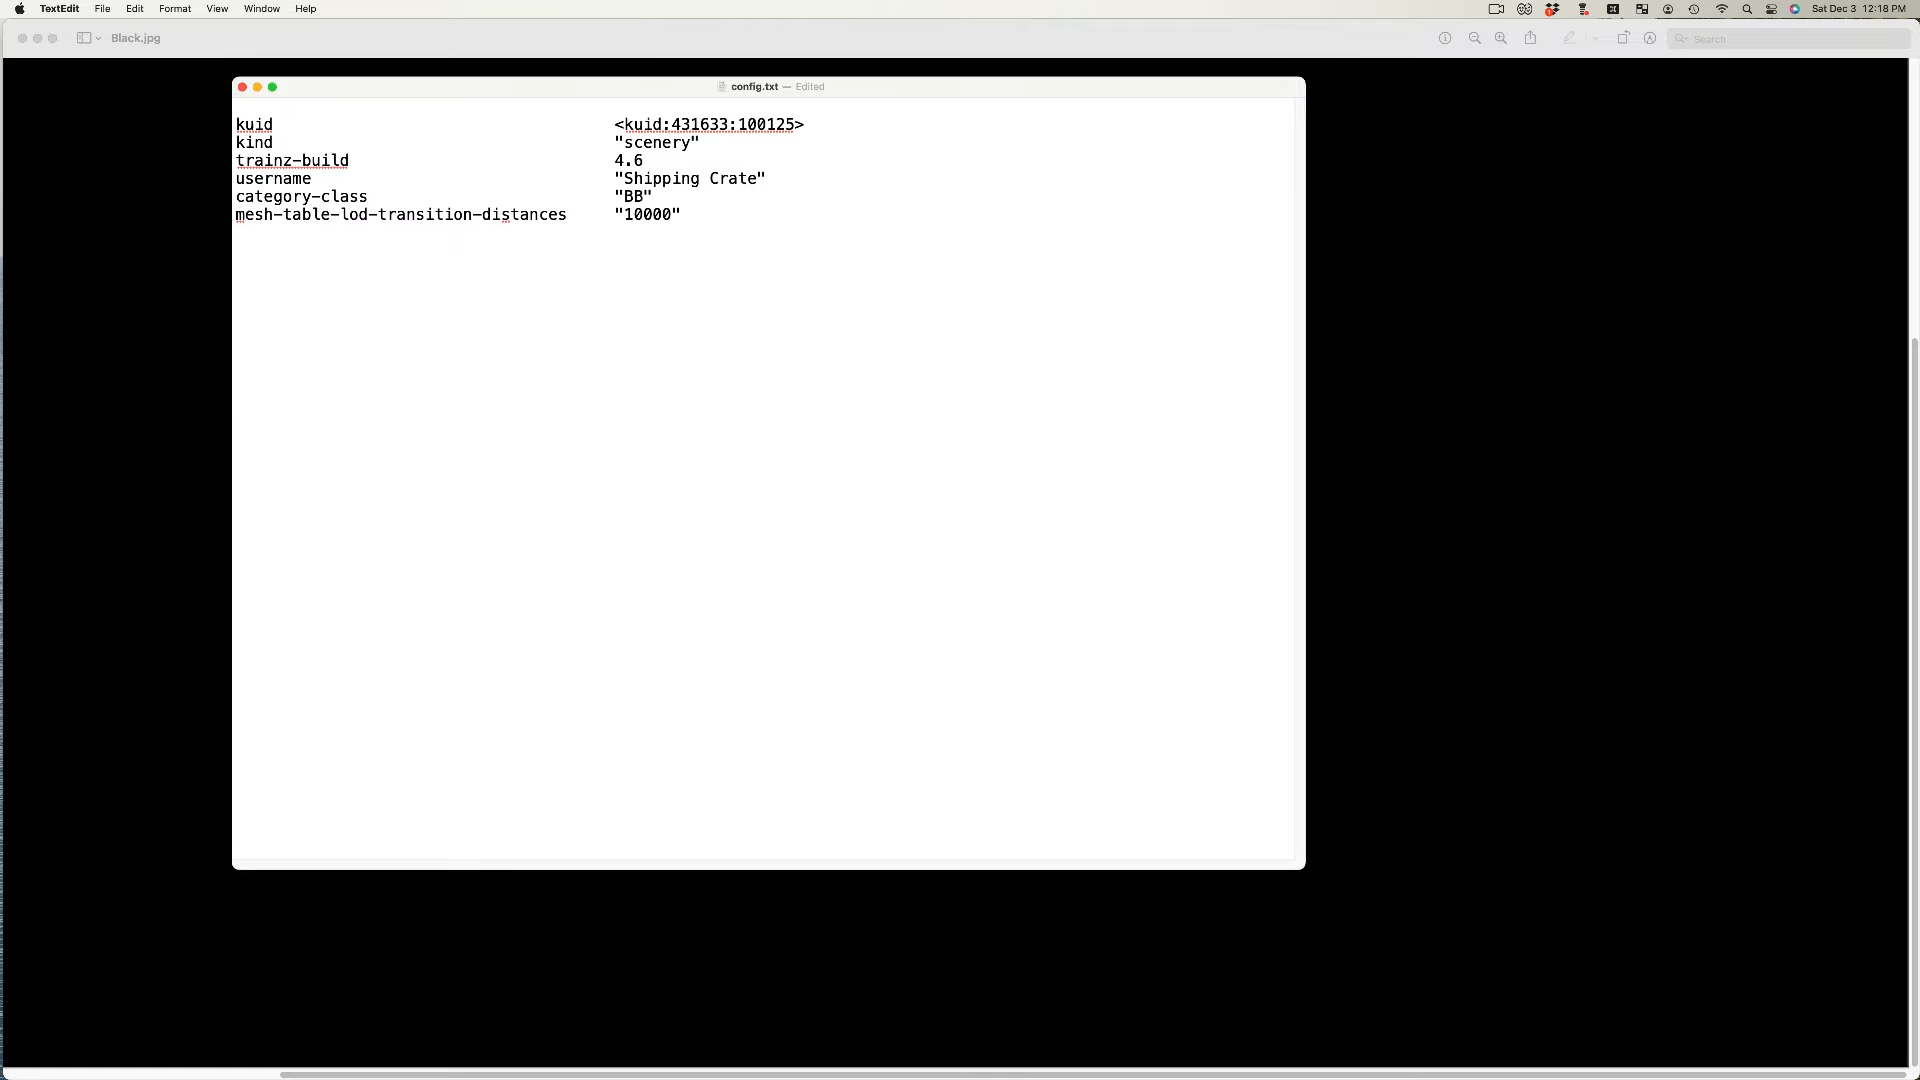 TextEdit File Edit View Format View Window Help Sat Dec 3 12:18 PM
Black.jpg Search
config.txt — Edited
kuid <kuid:431633:100125>
kind "scenery"
trainz-build 4.6
username "Shipping Crate"
category-class "BB"
mesh-table-lod-transition-distances "10000"